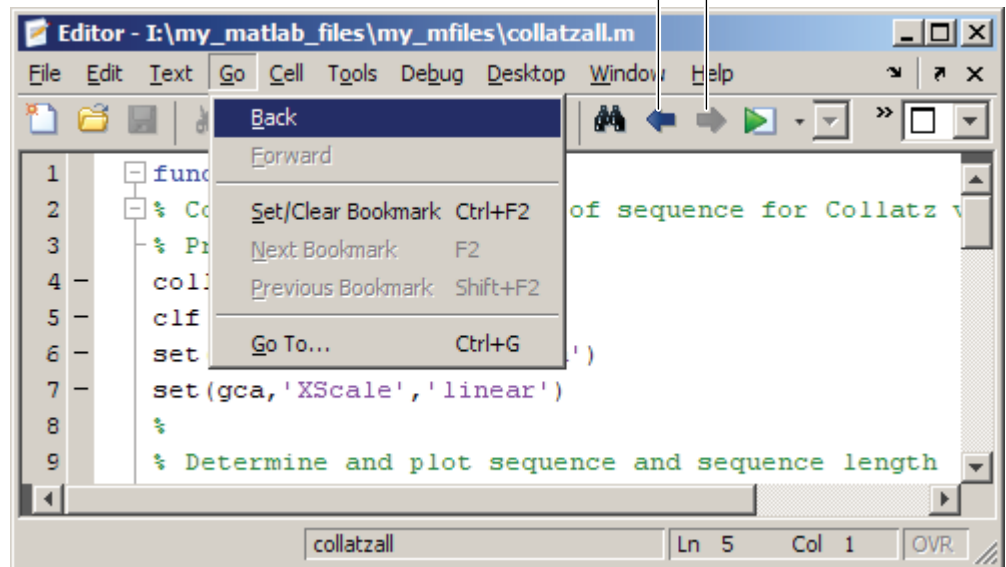 Editor - I:\my_matlab_files\my_mfiles\collatzall.m
File Edit Text Go Cell Tools Debug Desktop Window Help
Back
Forward
Set/Clear Bookmark Ctrl+F2
Next Bookmark F2
Previous Bookmark Shift+F2
Go To... Ctrl+G
1 func
2 % Co of sequence for Collatz
3 % Pr
4 - coll
5 - clf
6 - set ')
7 - set(gca,'XScale','linear')
8 %
9 % Determine and plot sequence and sequence length
collatzall Ln 5 Col 1 OVR